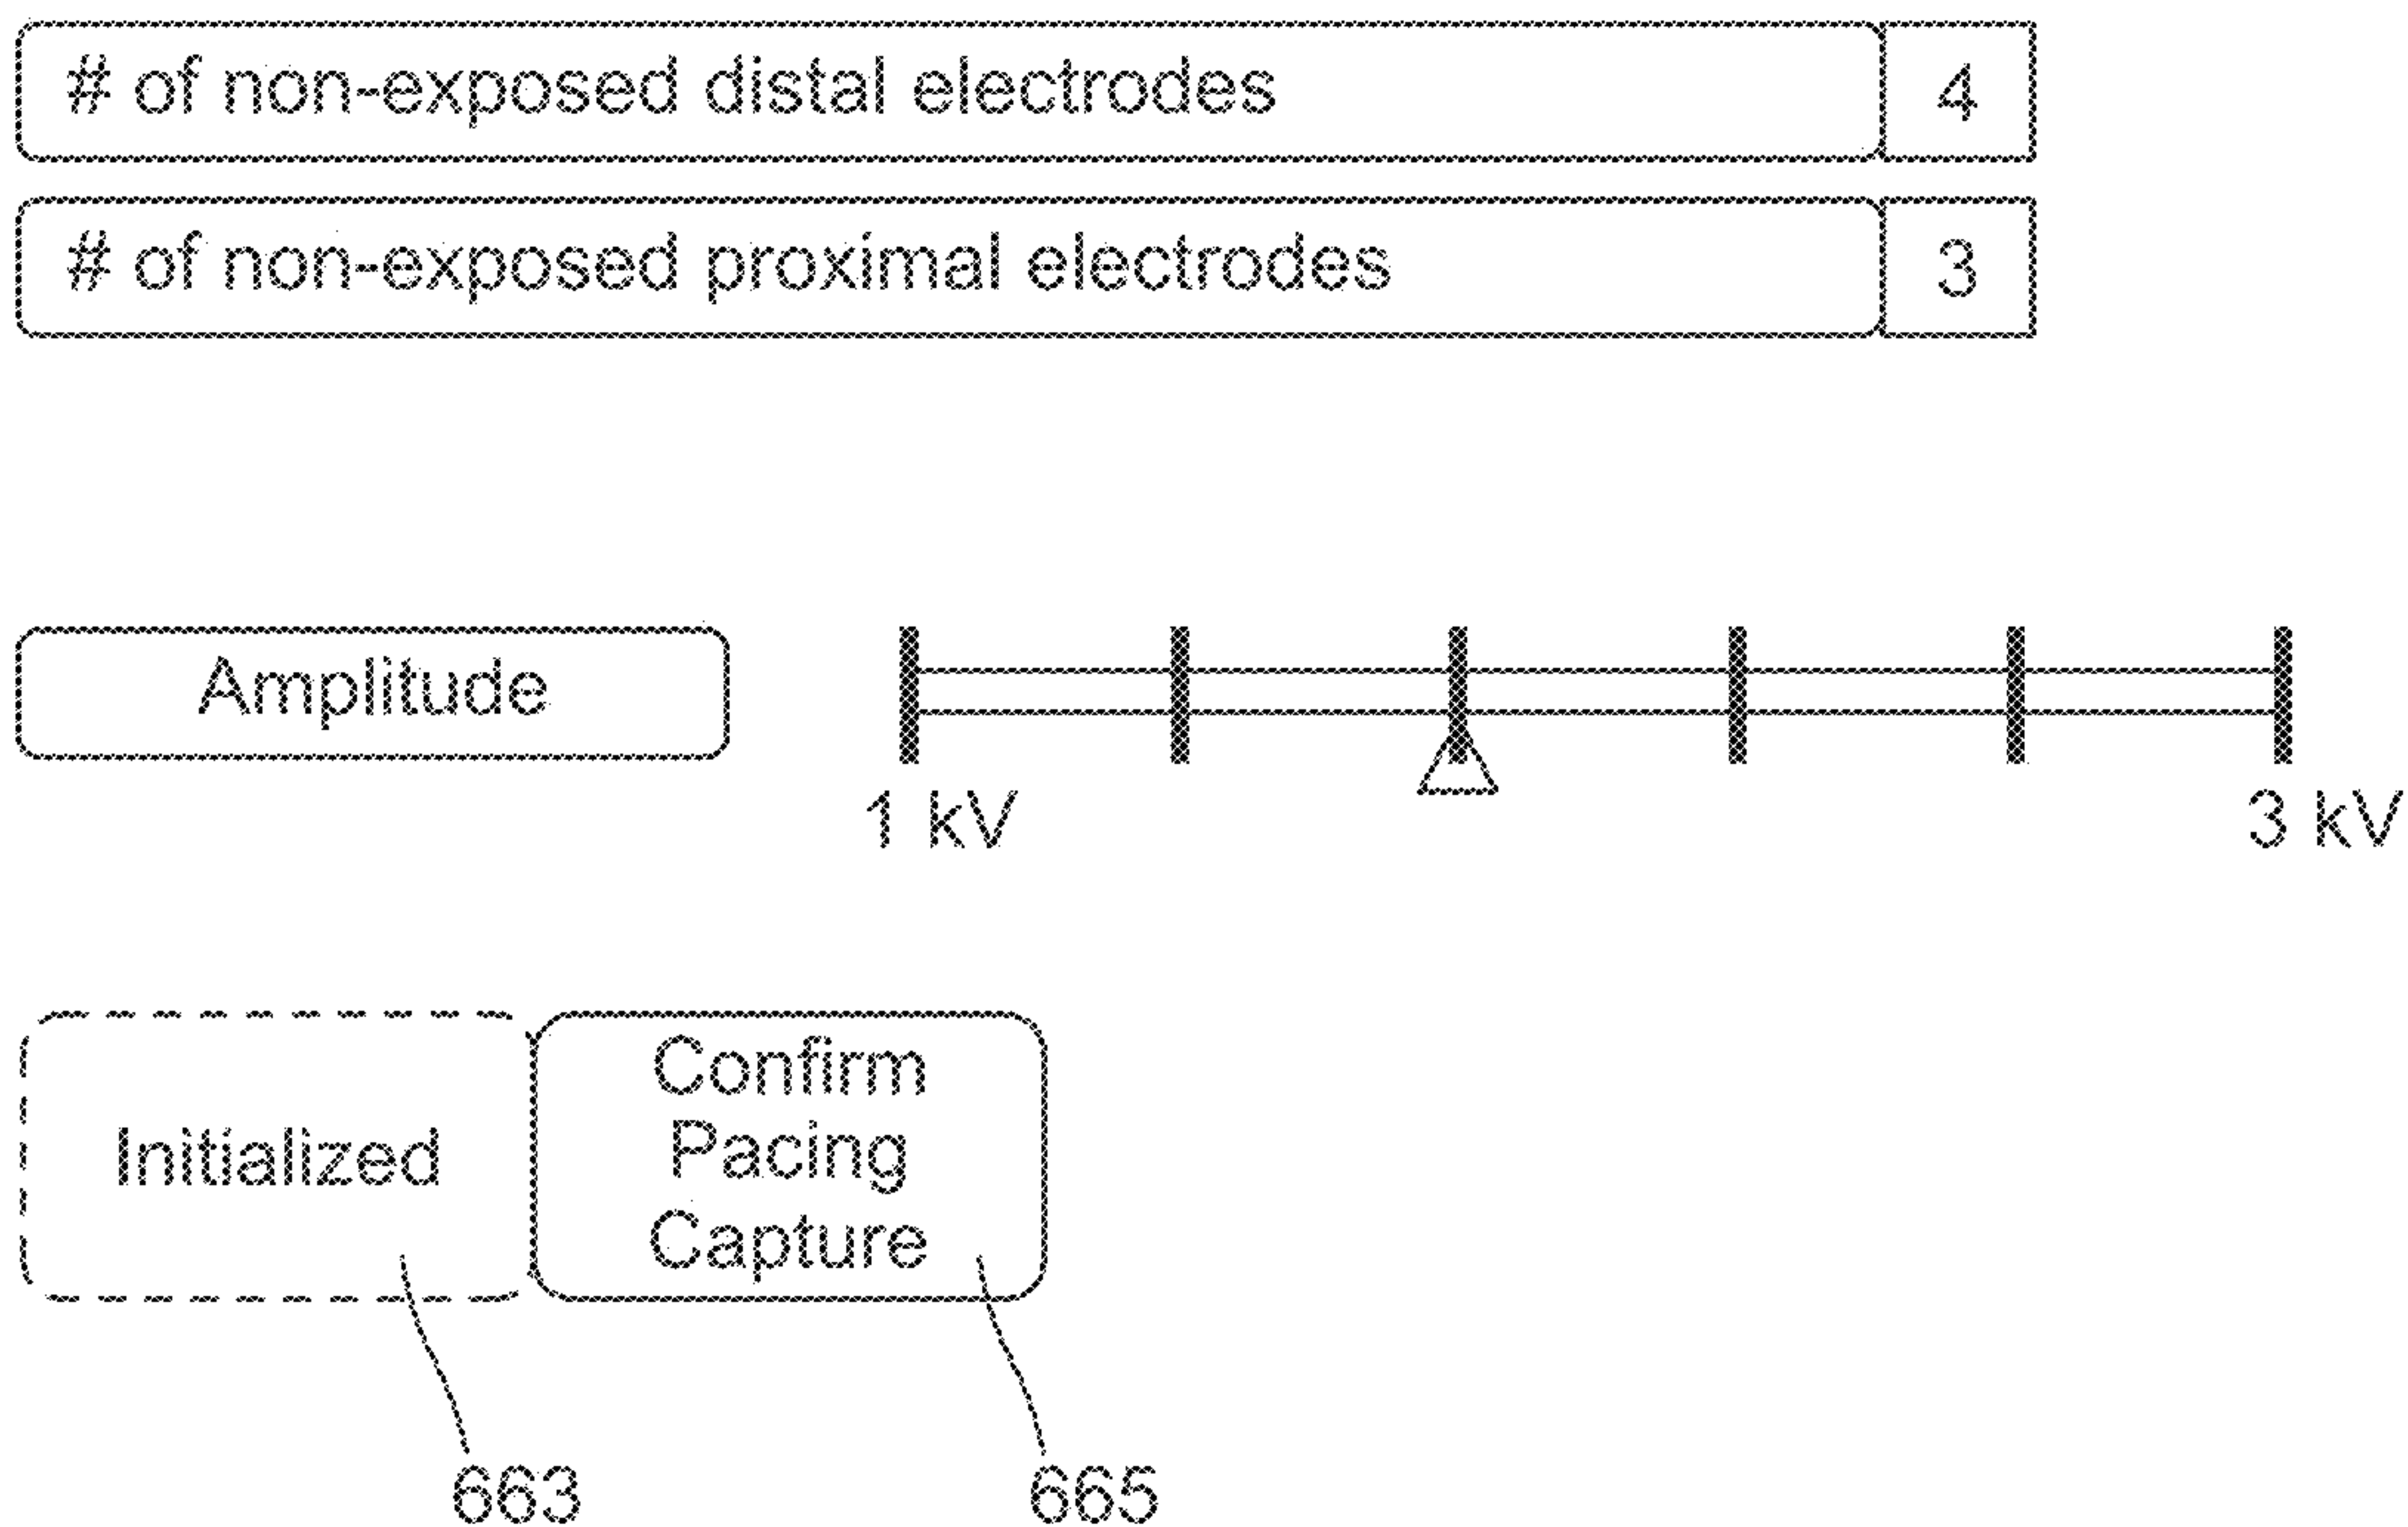 # of non-exposed distal electrodes 4
# of non-exposed proximal electrodes 3
Amplitude
1 kV 3 kV
Initialized
Confirm
Pacing
Capture
663 665